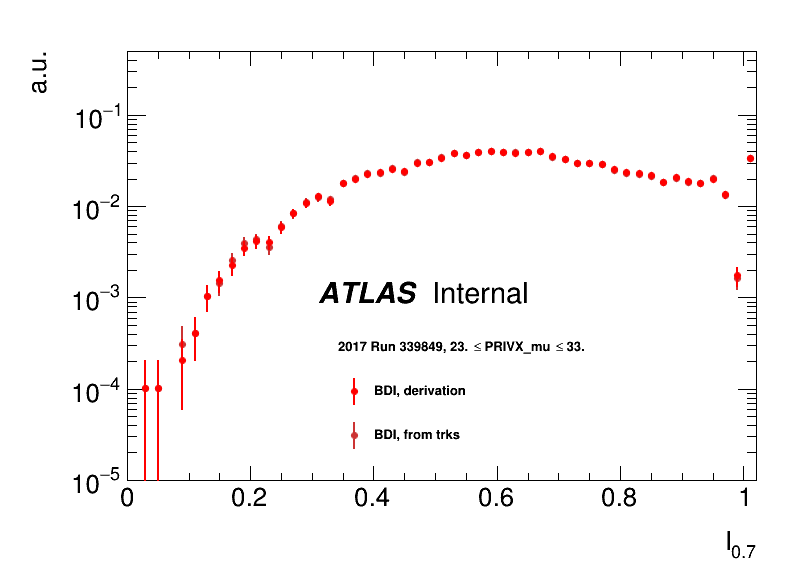 a.u.
10⁻¹
10⁻²
10⁻³
10⁻⁴
10⁻⁵
ATLAS Internal
2017 Run 339849, 23. ≤ PRIVX_mu ≤ 33.
BDI, derivation
BDI, from trks
0 0.2 0.4 0.6 0.8 1
I₀.₇